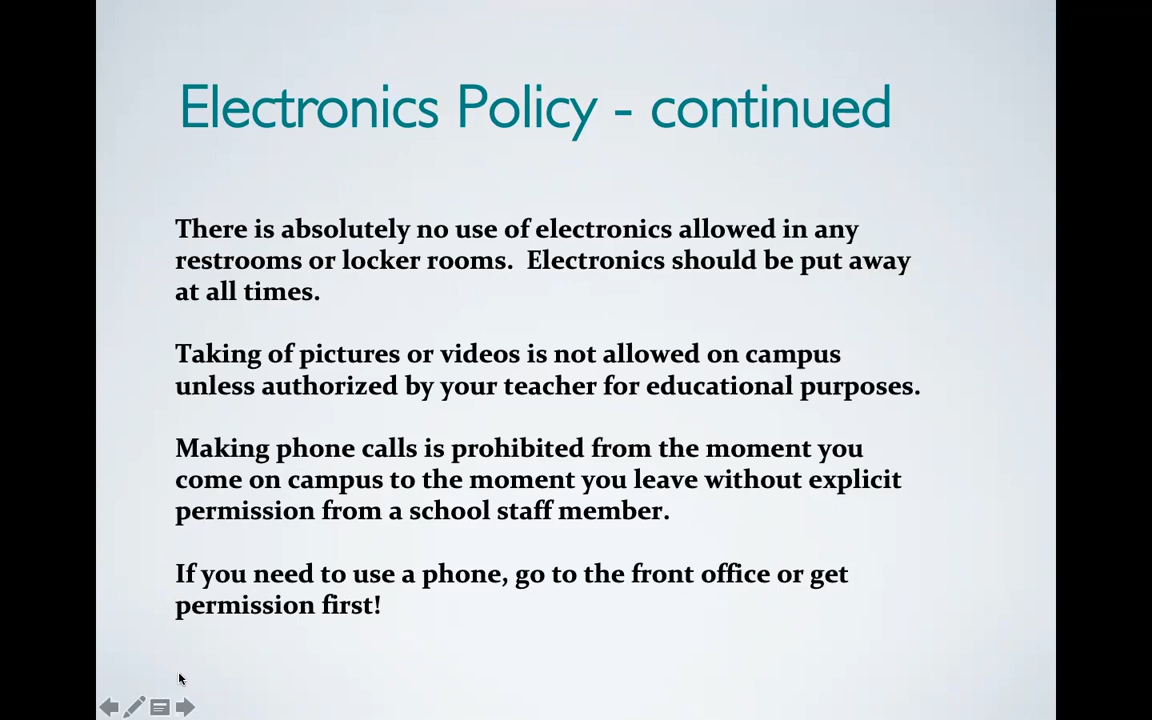 Electronics Policy - continued
There is absolutely no use of electronics allowed in any
restrooms or locker rooms.  Electronics should be put away
at all times.
Taking of pictures or videos is not allowed on campus
unless authorized by your teacher for educational purposes.
Making phone calls is prohibited from the moment you
come on campus to the moment you leave without explicit
permission from a school staff member.
If you need to use a phone, go to the front office or get
permission first!